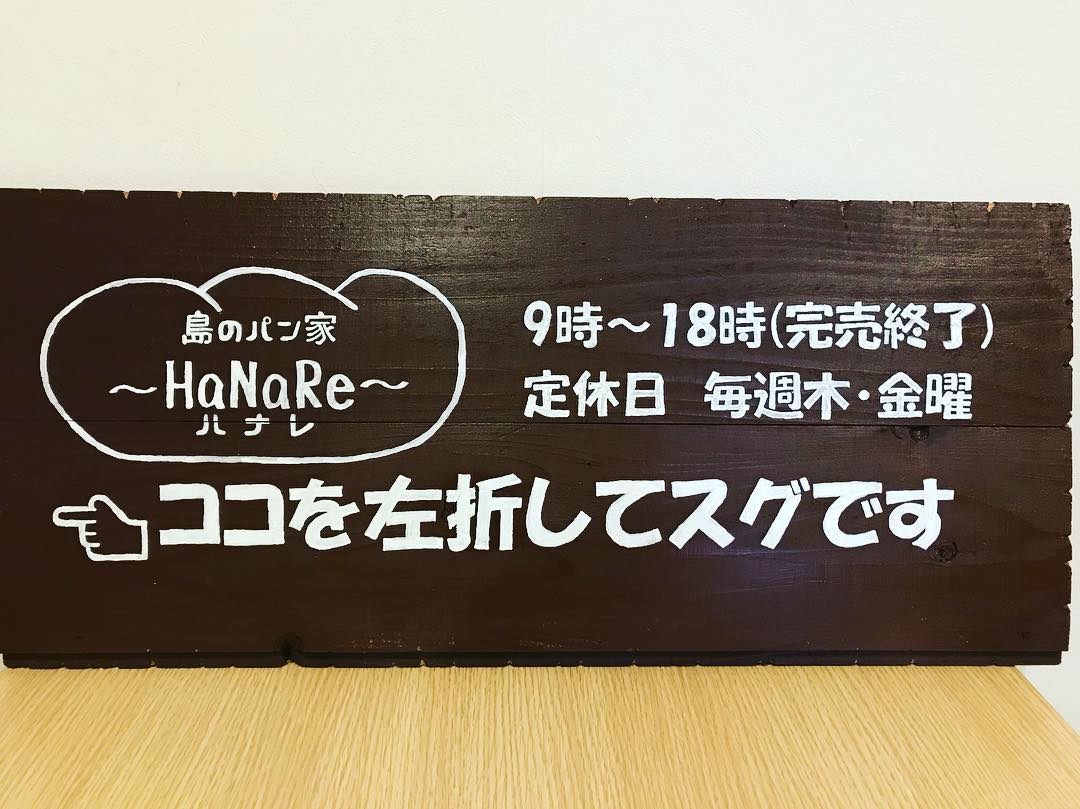 島のパン家
～HaNaRe～
ハナレ
9時～18時(完売終了)
定休日 毎週木・金曜
ココを左折してスグです